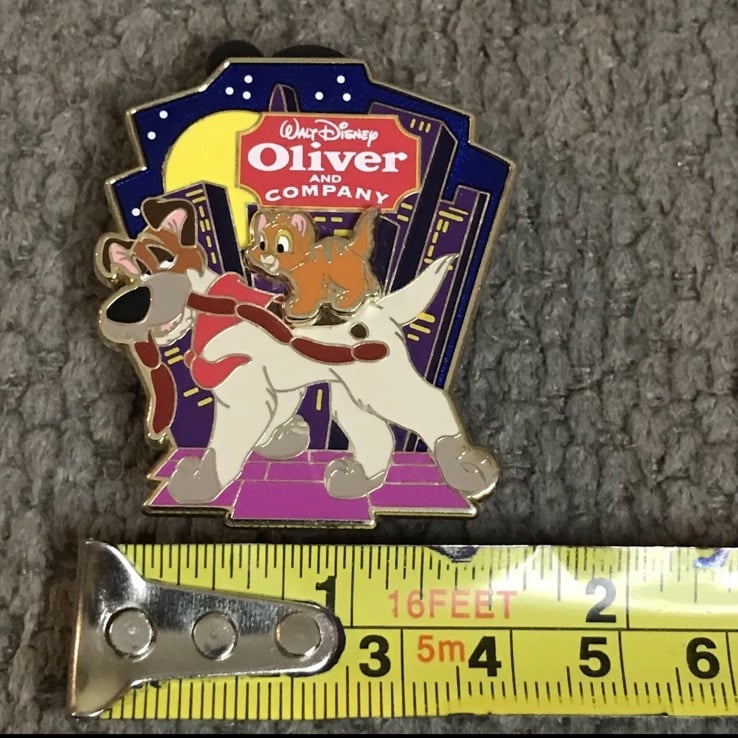 WALT DISNEY
Oliver
AND
COMPANY
1 16FEET 2
3 5m 4 5 6